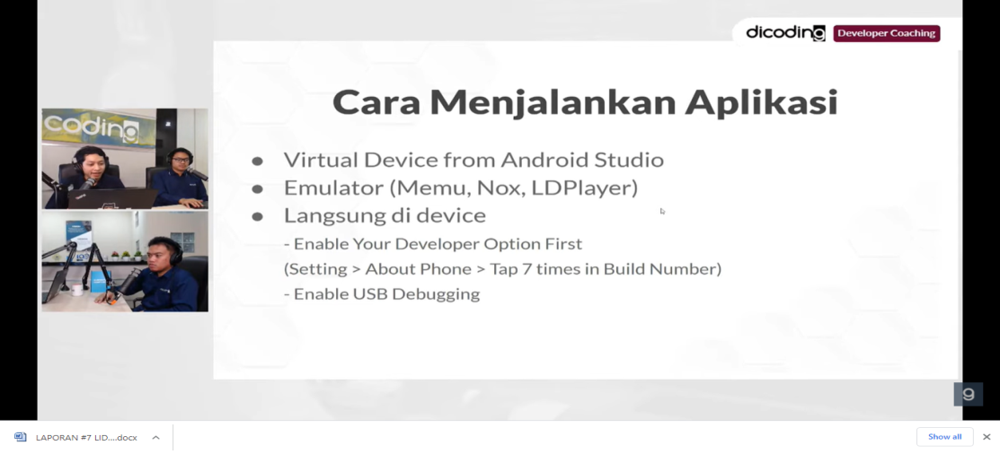 dicoding Developer Coaching
Cara Menjalankan Aplikasi
● Virtual Device from Android Studio
● Emulator (Memu, Nox, LDPlayer)
● Langsung di device
- Enable Your Developer Option First
(Setting > About Phone > Tap 7 times in Build Number)
- Enable USB Debugging
coding
g
LAPORAN #7 LID....docx
Show all